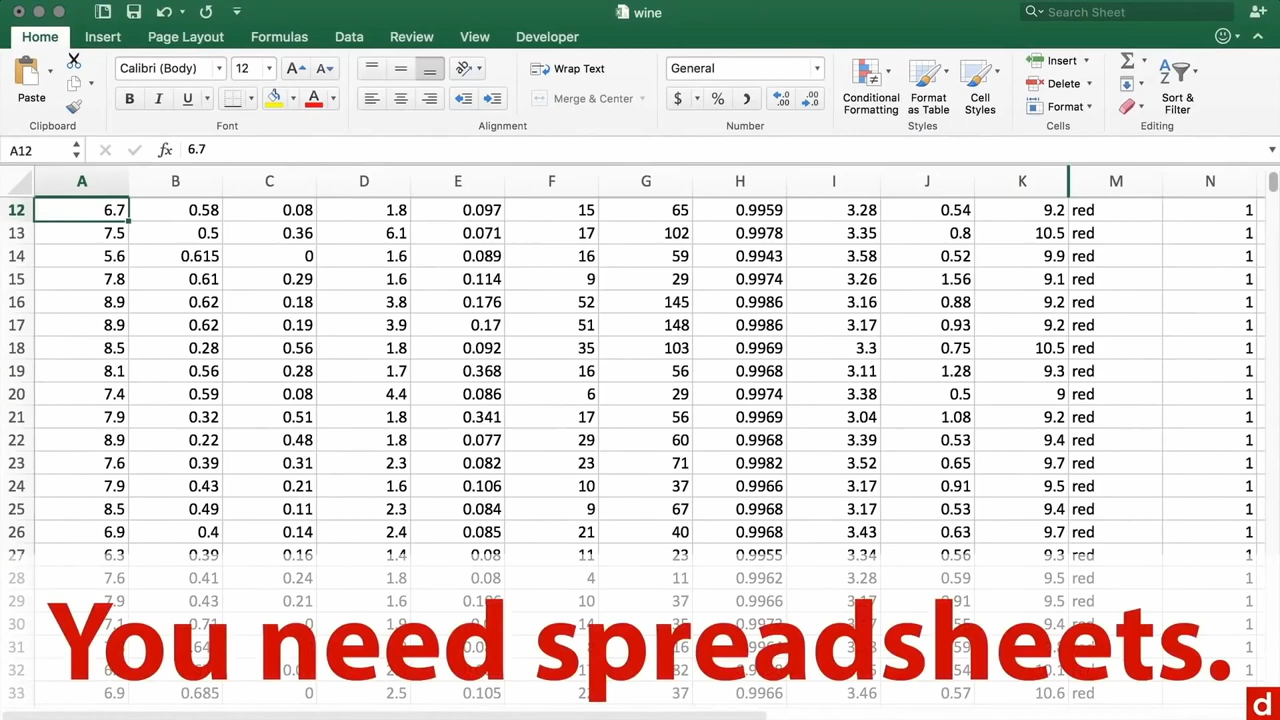 wine
Search Sheet
Home Insert Page Layout Formulas Data Review View Developer
Paste
Calibri (Body) 12 A A
Wrap Text
General
Conditional Formatting
Format as Table
Cell Styles
Insert
Delete
Format
Sort & Filter
B I U A
Merge & Center
$ % )
Clipboard Font Alignment Number Styles Cells Editing
A12 fx 6.7
A B C D E F G H I J K M N
12 6.7 0.58 0.08 1.8 0.097 15 65 0.9959 3.28 0.54 9.2 red 1
13 7.5 0.5 0.36 6.1 0.071 17 102 0.9978 3.35 0.8 10.5 red 1
14 5.6 0.615 0 1.6 0.089 16 59 0.9943 3.58 0.52 9.9 red 1
15 7.8 0.61 0.29 1.6 0.114 9 29 0.9974 3.26 1.56 9.1 red 1
16 8.9 0.62 0.18 3.8 0.176 52 145 0.9986 3.16 0.88 9.2 red 1
17 8.9 0.62 0.19 3.9 0.17 51 148 0.9986 3.17 0.93 9.2 red 1
18 8.5 0.28 0.56 1.8 0.092 35 103 0.9969 3.3 0.75 10.5 red 1
19 8.1 0.56 0.28 1.7 0.368 16 56 0.9968 3.11 1.28 9.3 red 1
20 7.4 0.59 0.08 4.4 0.086 6 29 0.9974 3.38 0.5 9 red 1
21 7.9 0.32 0.51 1.8 0.341 17 56 0.9969 3.04 1.08 9.2 red 1
22 8.9 0.22 0.48 1.8 0.077 29 60 0.9968 3.39 0.53 9.4 red 1
23 7.6 0.39 0.31 2.3 0.082 23 71 0.9982 3.52 0.65 9.7 red 1
24 7.9 0.43 0.21 1.6 0.106 10 37 0.9966 3.17 0.91 9.5 red 1
25 8.5 0.49 0.11 2.3 0.084 9 67 0.9968 3.17 0.53 9.4 red 1
26 6.9 0.4 0.14 2.4 0.085 21 40 0.9968 3.43 0.63 9.7 red 1
27 6.3 0.39 0.16 1.4 0.08 11 23 0.9955 3.34 0.56 9.3 red 1
28 7.6 0.41 0.24 1.8 0.08 4 11 0.9962 3.28 0.59 9.5 red 1
29 7.9 0.43 0.21 1.6 10 37 0.9966 9.5 red 1
30
31
32
33 6.9 0.685 0 2.5 0.105 37 0.9966 3.46 0.57 10.6 red 1
You need spreadsheets.
d